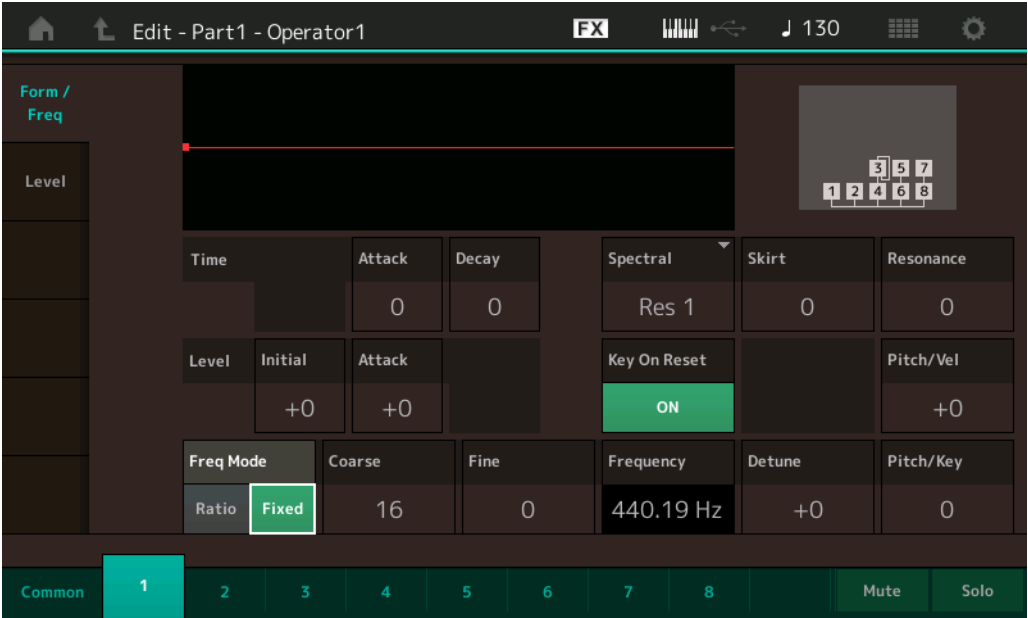 Edit - Part1 - Operator1 FX ♩ 130
Form /
Freq
Level
3 5 7
1 2 4 6 8
Time Attack Decay Spectral Skirt Resonance
0 0 Res 1 0 0
Level Initial Attack Key On Reset Pitch/Vel
+0 +0 ON +0
Freq Mode Coarse Fine Frequency Detune Pitch/Key
Ratio Fixed 16 0 440.19 Hz +0 0
Common 1 2 3 4 5 6 7 8 Mute Solo